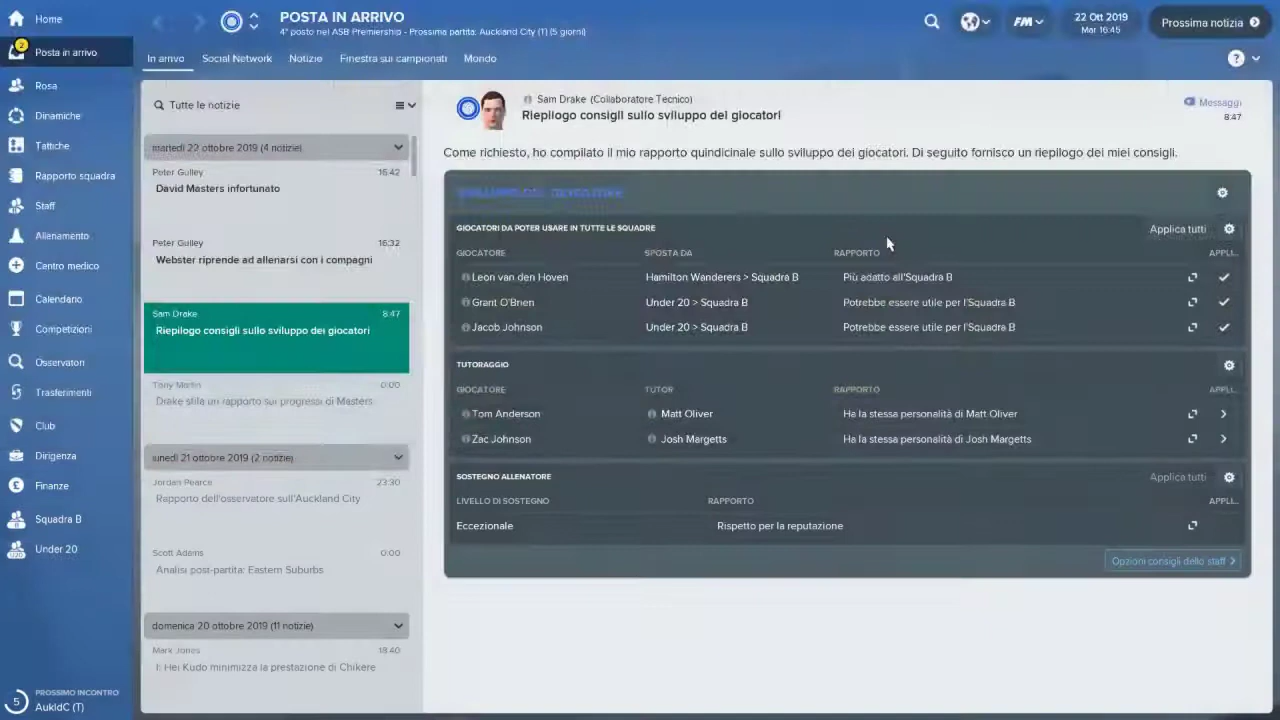 Home
2
Posta in arrivo
Rosa
Dinamiche
Tattiche
Rapporto squadra
Staff
Allenamento
Centro medico
Calendario
Competizioni
Osservatori
Trasferimenti
Club
Dirigenza
Finanze
Squadra B
Under 20
5
PROSSIMO INCONTRO
AukldC (T)
POSTA IN ARRIVO
4° posto nel ASB Premiership - Prossima partita: Auckland City (T) (5 giorni)
FM
22 Ott 2019
Mar 16:45
Prossima notizia
In arrivo Social Network Notizie Finestra sui campionati Mondo
?
Tutte le notizie
martedì 22 ottobre 2019 (4 notizie)
Peter Gulley 16:42
David Masters infortunato
Peter Gulley 16:32
Webster riprende ad allenarsi con i compagni
Sam Drake 8:47
Riepilogo consigli sullo sviluppo dei giocatori
Tony Martin 0:00
Drake stila un rapporto sui progressi di Masters
lunedì 21 ottobre 2019 (2 notizie)
Jordan Pearce 23:30
Rapporto dell'osservatore sull'Auckland City
Scott Adams 0:00
Analisi post-partita: Eastern Suburbs
domenica 20 ottobre 2019 (11 notizie)
Mark Jones 18:40
I: Hei Kudo minimizza la prestazione di Chikere
Sam Drake (Collaboratore Tecnico)
Riepilogo consigli sullo sviluppo dei giocatori
Messaggi
8:47
Come richiesto, ho compilato il mio rapporto quindicinale sullo sviluppo dei giocatori. Di seguito fornisco un riepilogo dei miei consigli.
GIOCATORI DA POTER USARE IN TUTTE LE SQUADRE Applica tutti
GIOCATORE SPOSTA DA RAPPORTO APPLI...
Leon van den Hoven Hamilton Wanderers > Squadra B Più adatto all'Squadra B
Grant O'Brien Under 20 > Squadra B Potrebbe essere utile per l'Squadra B
Jacob Johnson Under 20 > Squadra B Potrebbe essere utile per l'Squadra B
TUTORAGGIO
GIOCATORE TUTOR RAPPORTO APPLI...
Tom Anderson Matt Oliver Ha la stessa personalità di Matt Oliver
Zac Johnson Josh Margetts Ha la stessa personalità di Josh Margetts
SOSTEGNO ALLENATORE Applica tutti
LIVELLO DI SOSTEGNO RAPPORTO APPLI...
Eccezionale Rispetto per la reputazione
Opzioni consigli dello staff